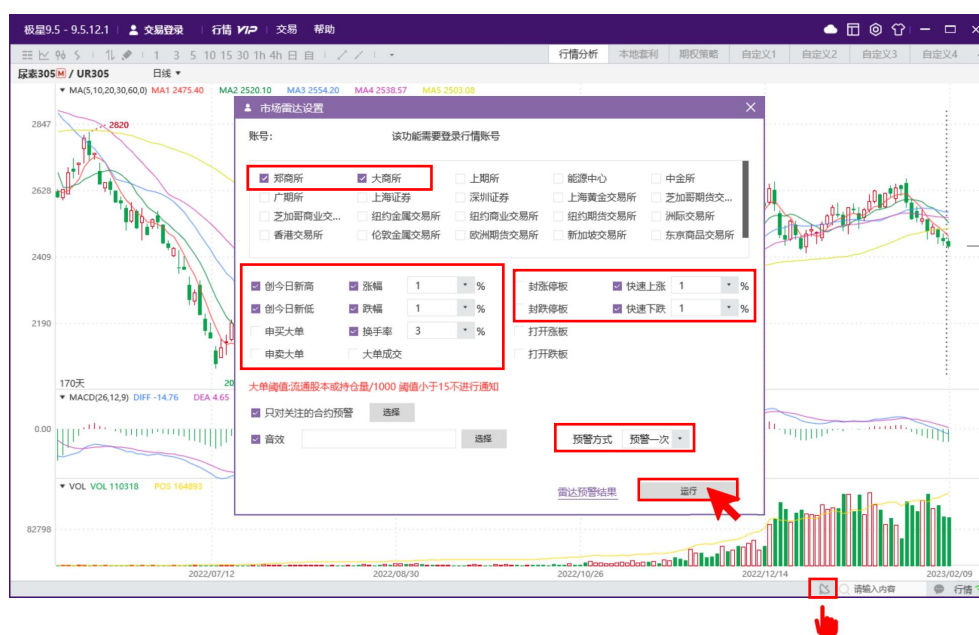 极星9.5 - 9.5.12.1 交易登录 行情 VIP 交易 帮助
1 3 5 10 15 30 1h 4h 日 自 行情分析 本地套利 期权策略 自定义1 自定义2 自定义3 自定义4
尿素305 M / UR305 日线
MA(5,10,20,30,60,0) MA1 2475.40 MA2 2520.10 MA3 2554.20 MA4 2538.57 MA5 2503.08
市场雷达设置
2847
2820
账号: 该功能需要登录行情账号
郑商所 大商所 上期所 能源中心 中金所
2628
广期所 上海证券 深圳证券 上海黄金交易所 芝加哥期货交...
芝加哥商业交... 纽约金属交易所 纽约商业交易所 纽约期货交易所 洲际交易所
香港交易所 伦敦金属交易所 欧洲期货交易所 新加坡交易所 东京商品交易所
2409
创今日新高 涨幅 1 % 封涨停板 快速上涨 1 %
创今日新低 跌幅 1 % 封跌停板 快速下跌 1 %
2190
申买大单 换手率 3 % 打开涨板
申卖大单 大单成交 打开跌板
170天 20
大单阈值:流通股本或持仓量/1000 阈值小于15不进行通知
MACD(26,12,9) DIFF -14.76 DEA 4.65
只对关注的合约预警 选择
0.00
音效 选择 预警方式 预警一次
VOL VOL 110318 POS 164893
雷达预警结果 运行
82798
2022/07/12 2022/08/30 2022/10/26 2022/12/14 2023/02/09
请输入内容 行情